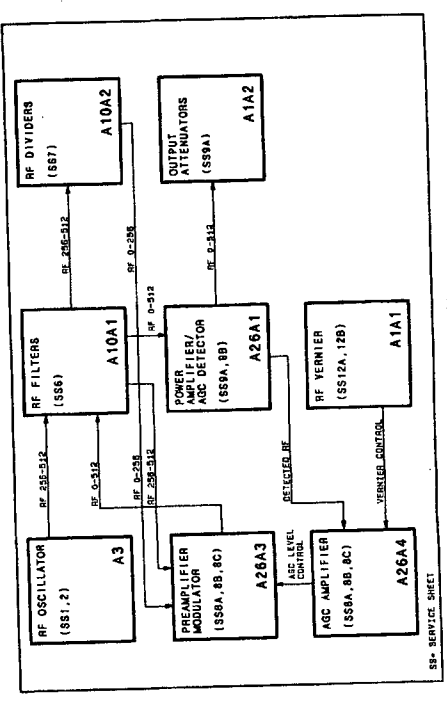 RF OSCILLATOR
(SS1,2)
A3
RF 256-512
RF FILTERS
(SS6)
A10A1
RF 256-512
RF DIVIDERS
(SS7)
A10A2
RF 0-512
RF 0-256
RF 256-512
RF 0-256
RF 0-512
PREAMPLIFIER
MODULATOR
(SS8A,8B,8C)
A26A3
POWER
AMPLIFIER/
AGC DETECTOR
(SS9A,9B)
A26A1
RF 0-512
OUTPUT
ATTENUATORS
(SS9A)
A1A2
AGC LEVEL
CONTROL
DETECTED RF
AGC AMPLIFIER
(SS8A,8B,8C)
A26A4
VERNIER CONTROL
RF VERNIER
(SS12A,12B)
A1A1
SS= SERVICE SHEET